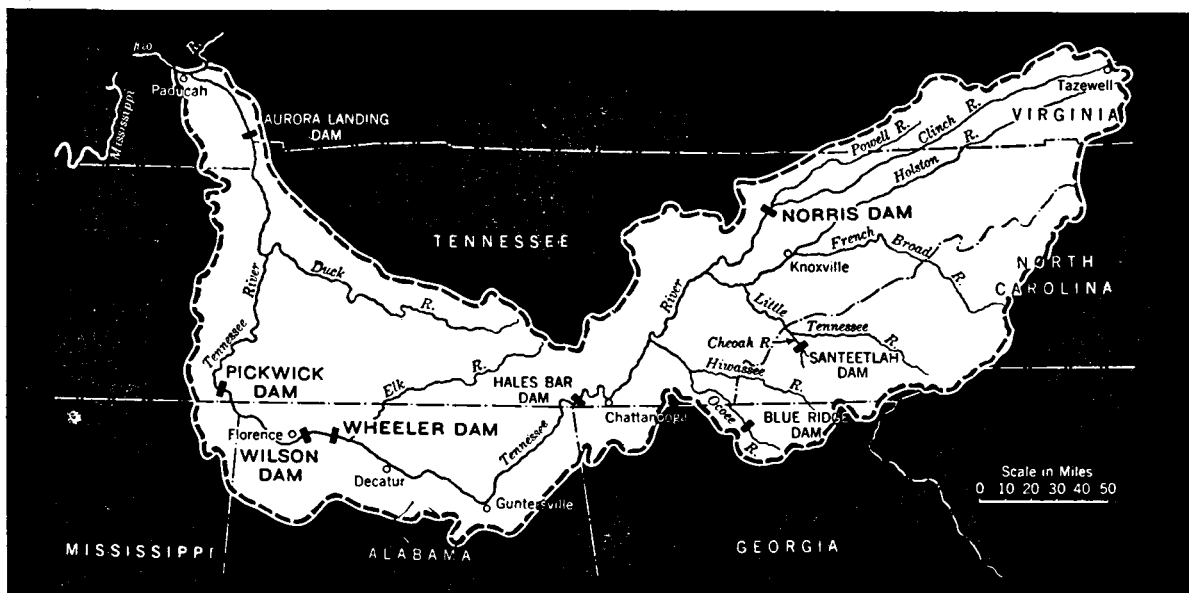 R.
Paducah
Mississippi
AURORA LANDING
DAM
Tazewell
VIRGINIA
Powell R.
Clinch R.
Holston R.
NORRIS DAM
TENNESSEE
Knoxville
French Broad R.
NORTH
CAROLINA
Duck R.
Tennessee River
River
Little Tennessee R.
Cheoah R.
SANTEETLAH
DAM
PICKWICK
DAM
Elk R.
HALES BAR
DAM
Hiwassee R.
Chattanooga
Ocoee R.
BLUE RIDGE
DAM
Florence
WHEELER DAM
WILSON
DAM
Tennessee
Decatur
Guntersville
Scale in Miles
0 10 20 30 40 50
MISSISSIPPI
ALABAMA
GEORGIA